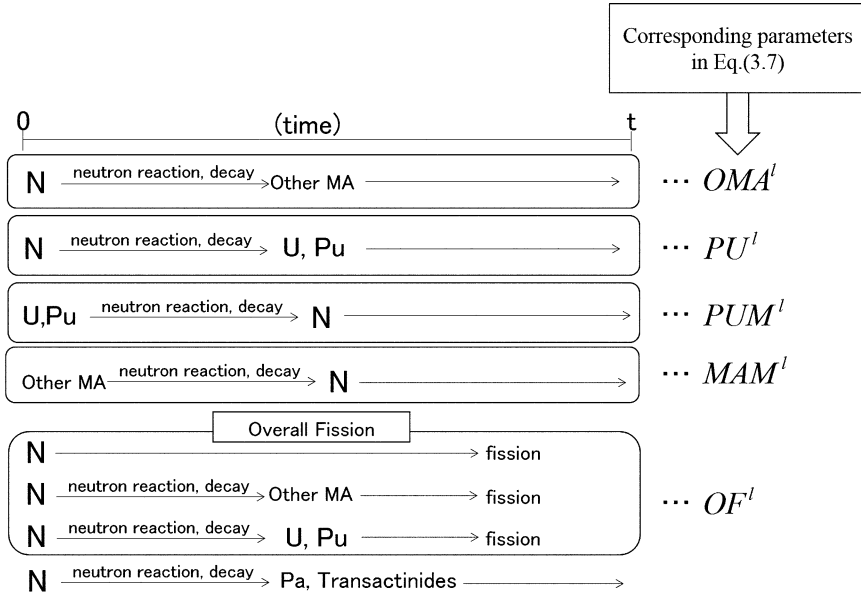 Corresponding parameters
in Eq.(3.7)
0 (time) t
N neutron reaction, decay Other MA ··· OMA^l
N neutron reaction, decay U, Pu ··· PU^l
U,Pu neutron reaction, decay N ··· PUM^l
Other MA neutron reaction, decay N ··· MAM^l
Overall Fission
N fission
N neutron reaction, decay Other MA fission ··· OF^l
N neutron reaction, decay U, Pu fission
N neutron reaction, decay Pa, Transactinides